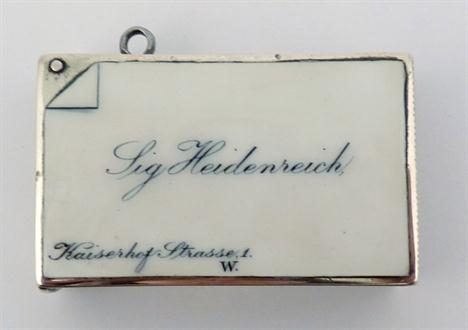 Sig Heidenreich,
Kaiserhof Strasse, 1.
W.